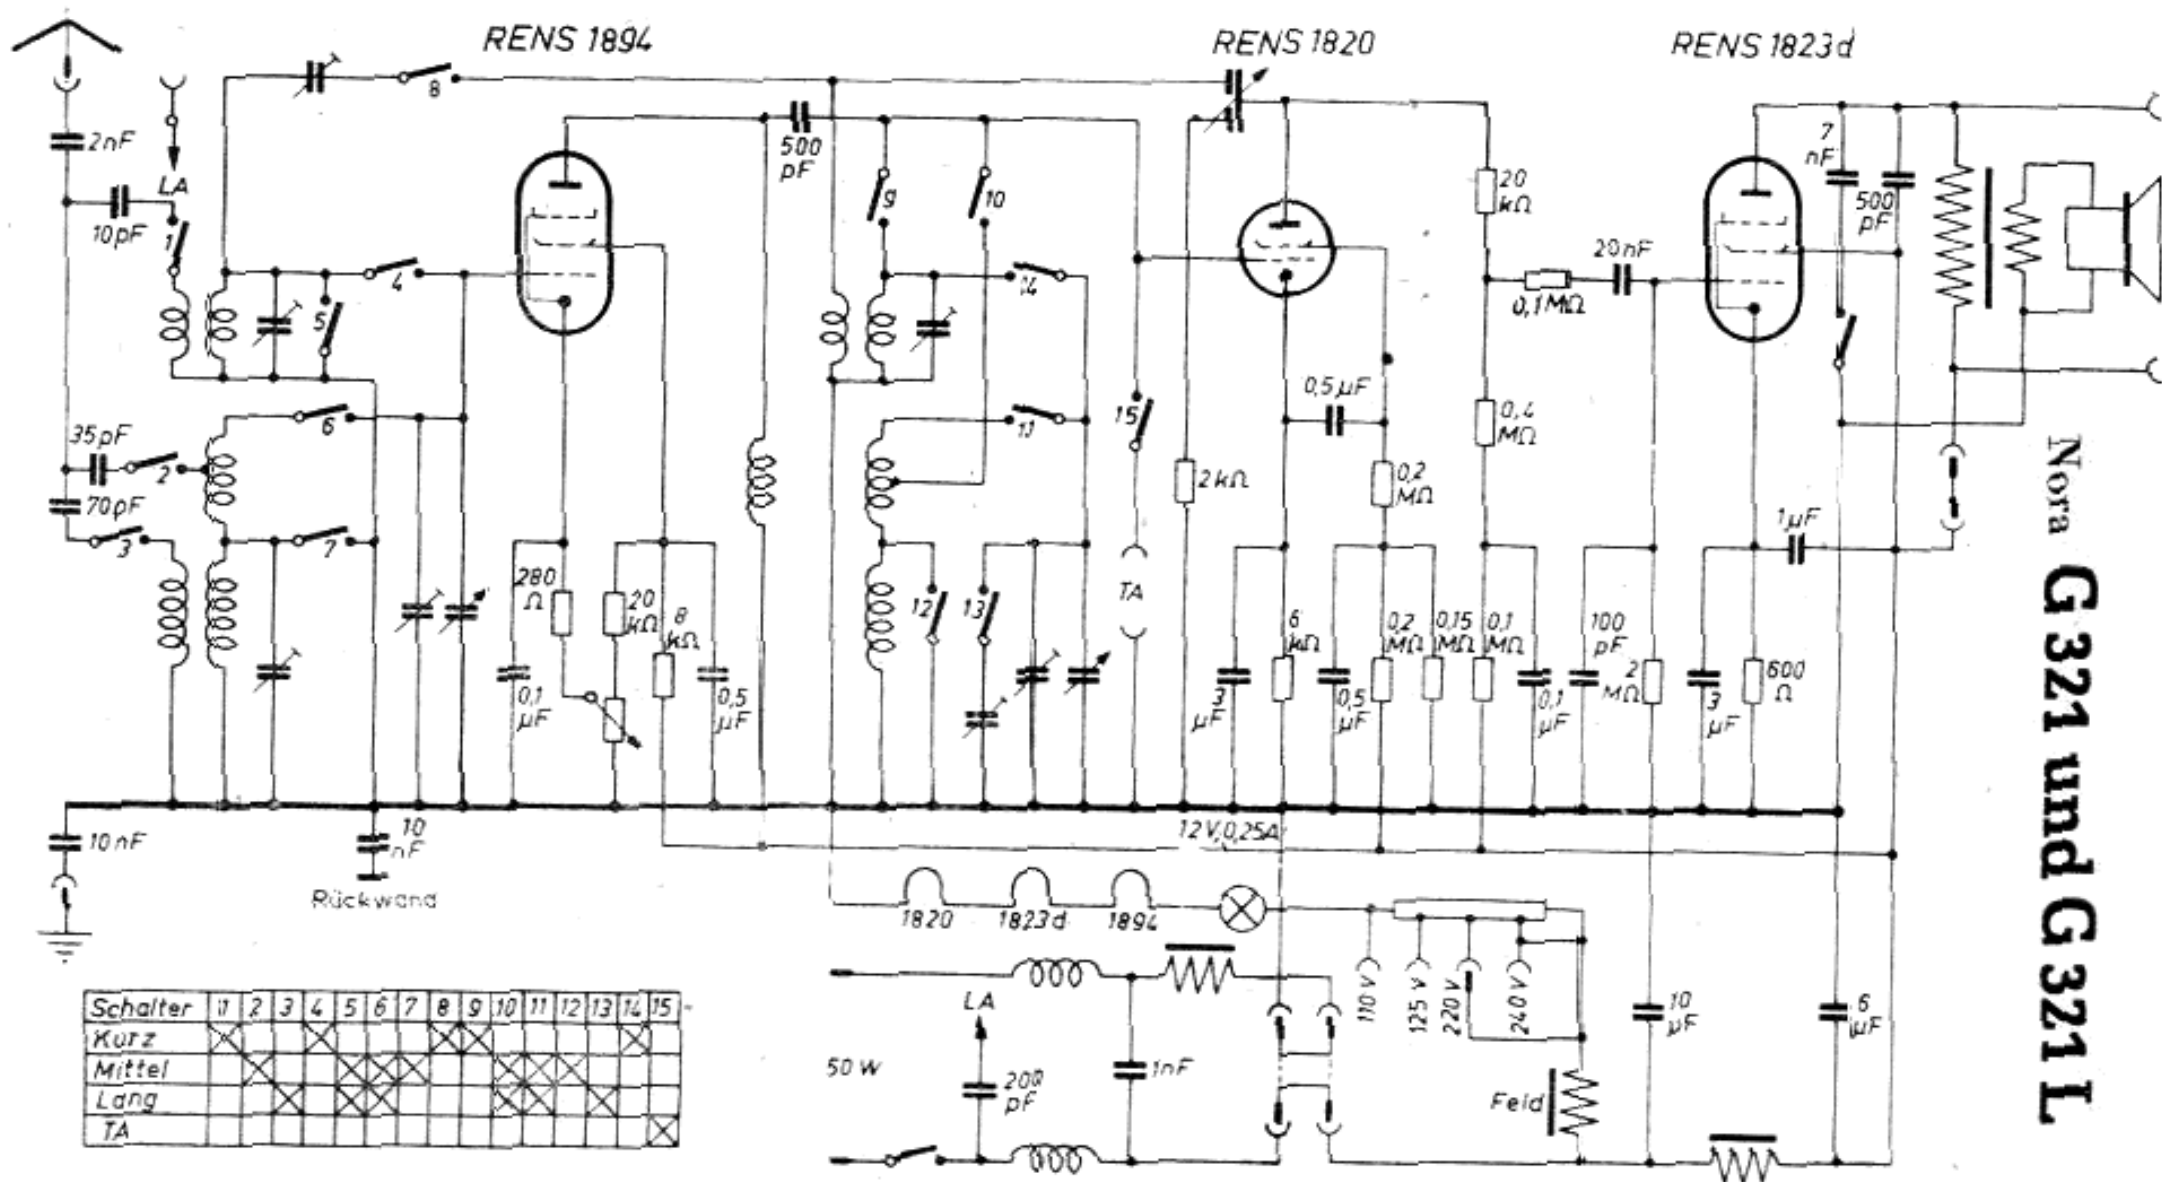 RENS 1894
RENS 1820
RENS 1823d
2nF
LA
10pF
1
8
4
5
6
35pF
2
70pF
3
7
500
pF
9
10
14
11
15
12
13
TA
280
Ω
20
kΩ
8
kΩ
0,1
µF
0,5
µF
2kΩ
0,5µF
0,2
MΩ
20
kΩ
0,4
MΩ
0,1MΩ
20nF
7
nF
500
pF
1µF
3
µF
6
kΩ
0,5
µF
0,2
MΩ
0,15
MΩ
0,1
MΩ
0,1
µF
100
pF
2
MΩ
3
µF
600
Ω
10nF
10
nF
Rückwand
12V,0,25A
1820
1823d
1894
110 V
125 V
220 V
240 V
10
µF
6
µF
LA
50 W
200
pF
1nF
Feld
Schalter 1 2 3 4 5 6 7 8 9 10 11 12 13 14 15
Kurz
Mittel
Lang
TA
Nora G 321 und G 321 L